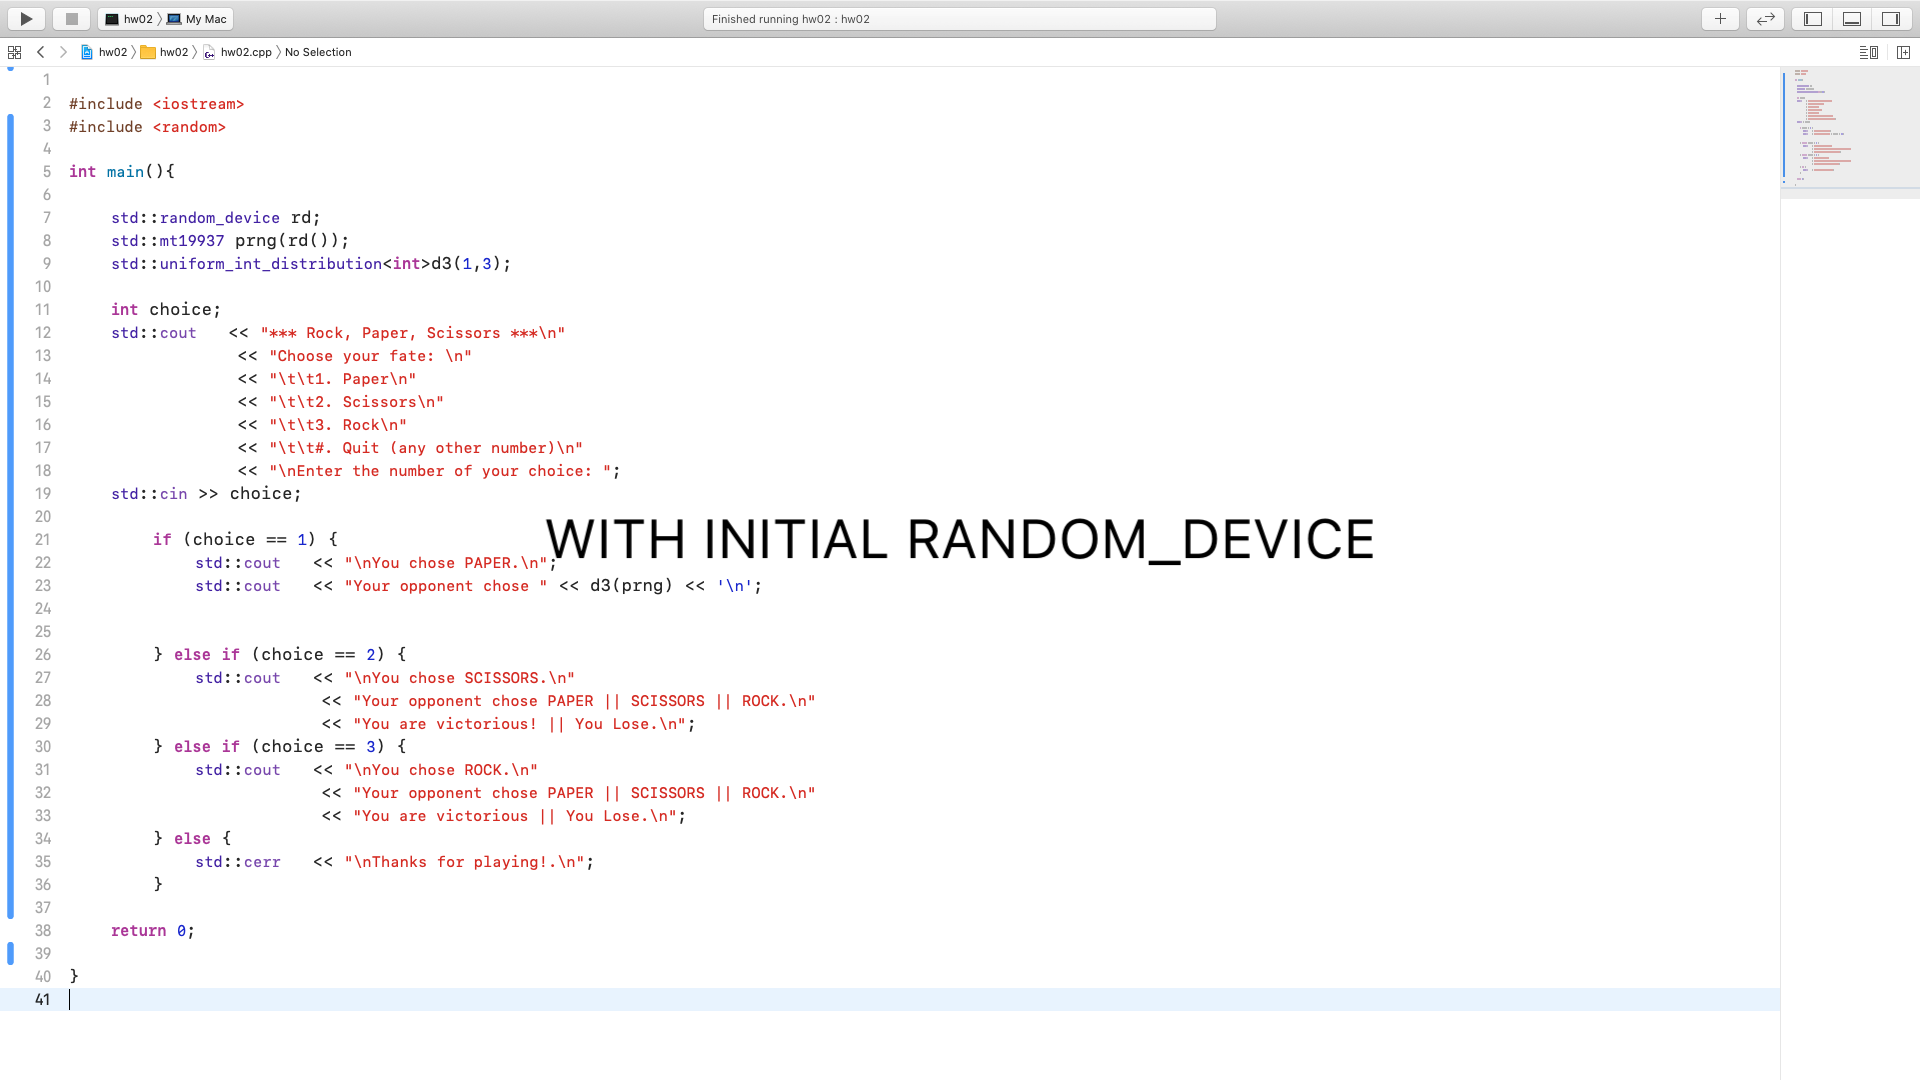 hw02 〉 My Mac
Finished running hw02 : hw02
hw02 〉 hw02 〉 hw02.cpp 〉 No Selection
1
2 #include <iostream>
3 #include <random>
4
5 int main(){
6
7 std::random_device rd;
8 std::mt19937 prng(rd());
9 std::uniform_int_distribution<int>d3(1,3);
10
11 int choice;
12 std::cout << "*** Rock, Paper, Scissors ***\n"
13 << "Choose your fate: \n"
14 << "\t\t1. Paper\n"
15 << "\t\t2. Scissors\n"
16 << "\t\t3. Rock\n"
17 << "\t\t#. Quit (any other number)\n"
18 << "\nEnter the number of your choice: ";
19 std::cin >> choice;
20
WITH INITIAL RANDOM_DEVICE
21 if (choice == 1) {
22 std::cout << "\nYou chose PAPER.\n";
23 std::cout << "Your opponent chose " << d3(prng) << '\n';
24
25
26 } else if (choice == 2) {
27 std::cout << "\nYou chose SCISSORS.\n"
28 << "Your opponent chose PAPER || SCISSORS || ROCK.\n"
29 << "You are victorious! || You Lose.\n";
30 } else if (choice == 3) {
31 std::cout << "\nYou chose ROCK.\n"
32 << "Your opponent chose PAPER || SCISSORS || ROCK.\n"
33 << "You are victorious || You Lose.\n";
34 } else {
35 std::cerr << "\nThanks for playing!.\n";
36 }
37
38 return 0;
39
40 }
41